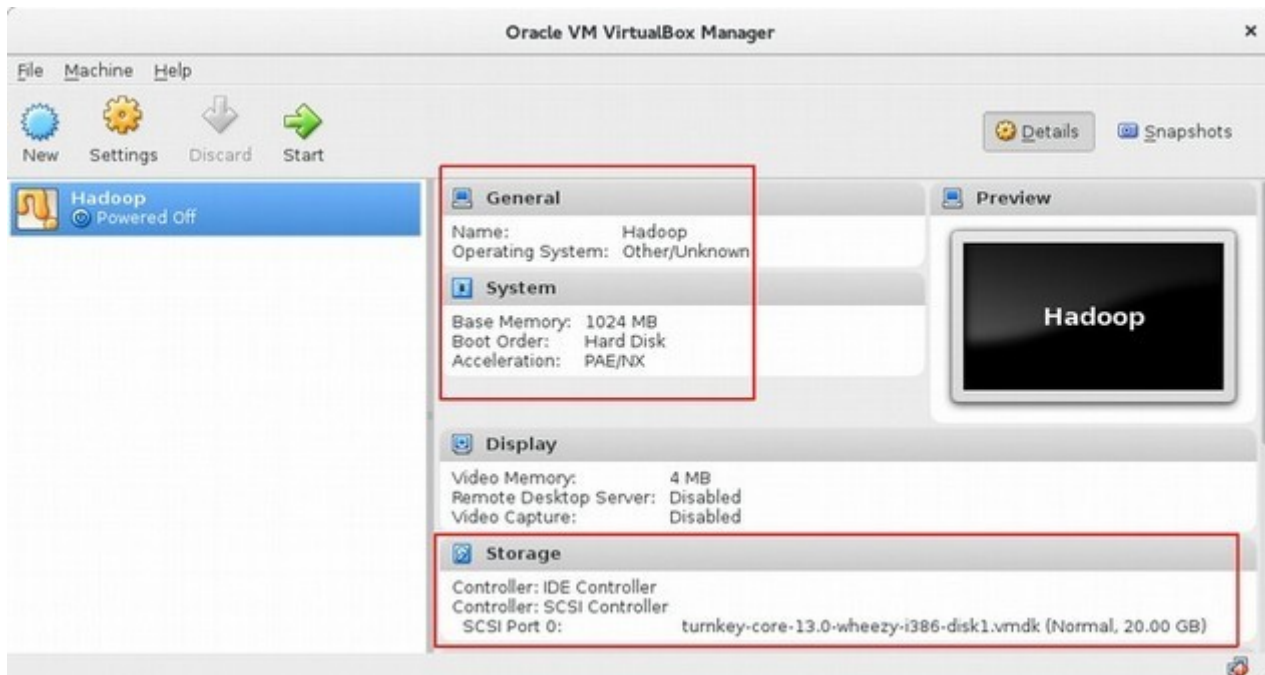 Oracle VM VirtualBox Manager
File Machine Help
New Settings Discard Start
Details Snapshots
Hadoop
Powered Off
General
Name: Hadoop
Operating System: Other/Unknown
System
Base Memory: 1024 MB
Boot Order: Hard Disk
Acceleration: PAE/NX
Preview
Hadoop
Display
Video Memory: 4 MB
Remote Desktop Server: Disabled
Video Capture: Disabled
Storage
Controller: IDE Controller
Controller: SCSI Controller
SCSI Port 0: turnkey-core-13.0-wheezy-i386-disk1.vmdk (Normal, 20.00 GB)